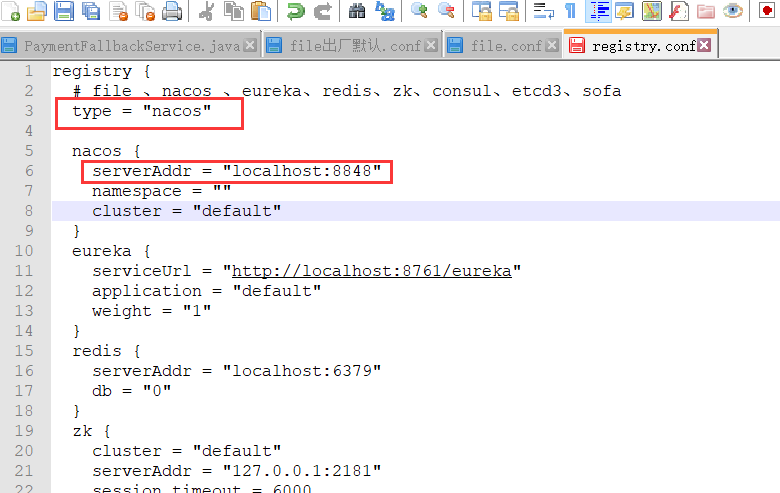 PaymentFallbackService.java
file出厂默认.conf
file.conf
registry.conf
1 registry {
2 # file 、nacos 、eureka、redis、zk、consul、etcd3、sofa
3 type = "nacos"
4
5 nacos {
6 serverAddr = "localhost:8848"
7 namespace = ""
8 cluster = "default"
9 }
10 eureka {
11 serviceUrl = "http://localhost:8761/eureka"
12 application = "default"
13 weight = "1"
14 }
15 redis {
16 serverAddr = "localhost:6379"
17 db = "0"
18 }
19 zk {
20 cluster = "default"
21 serverAddr = "127.0.0.1:2181"
22 session.timeout = 6000